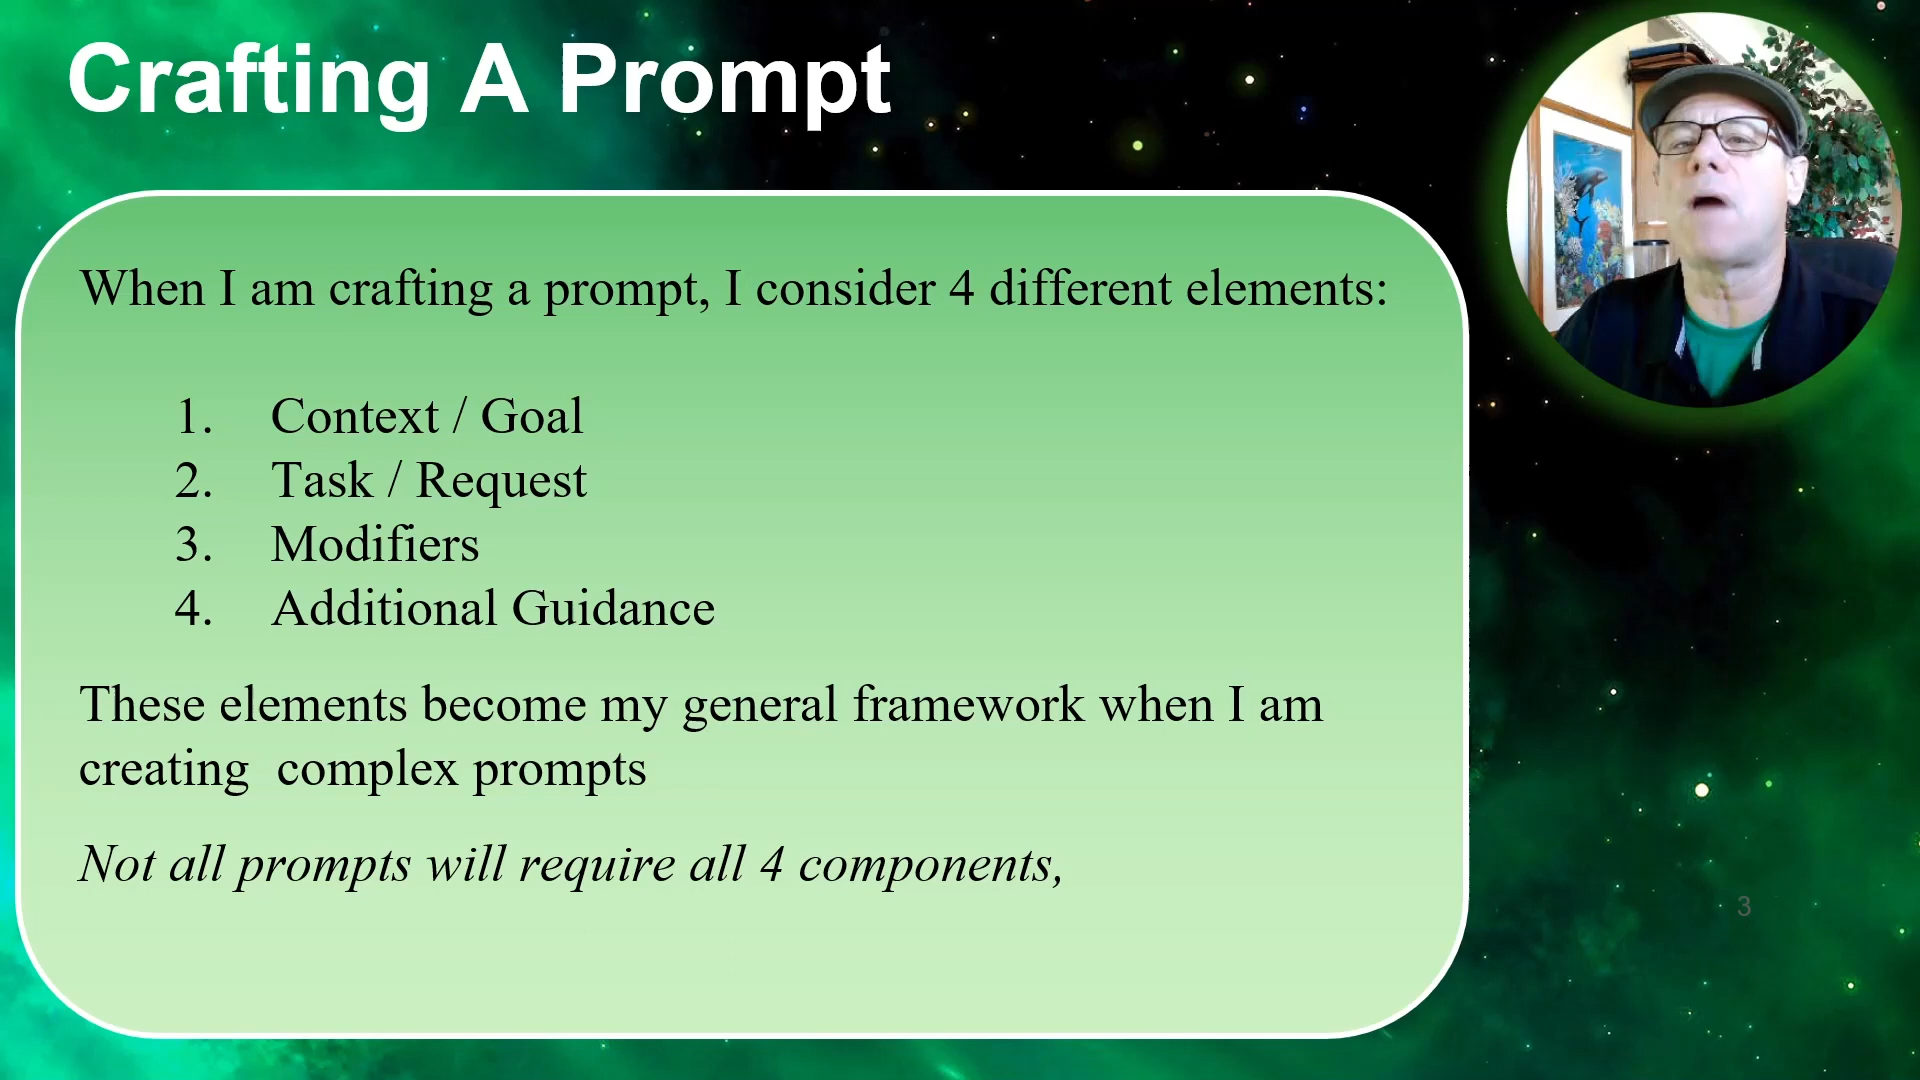 Crafting A Prompt
When I am crafting a prompt, I consider 4 different elements:
1. Context / Goal
2. Task / Request
3. Modifiers
4. Additional Guidance
These elements become my general framework when I am
creating  complex prompts
Not all prompts will require all 4 components,
3